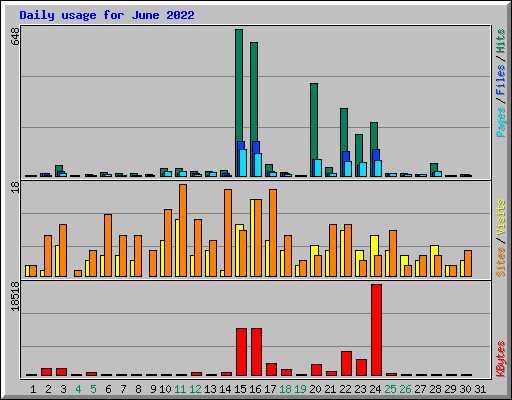 Daily usage for June 2022
648
Pages / Files / Hits
18
Sites / Visits
18518
KBytes
1 2 3 4 5 6 7 8 9 10 11 12 13 14 15 16 17 18 19 20 21 22 23 24 25 26 27 28 29 30 31